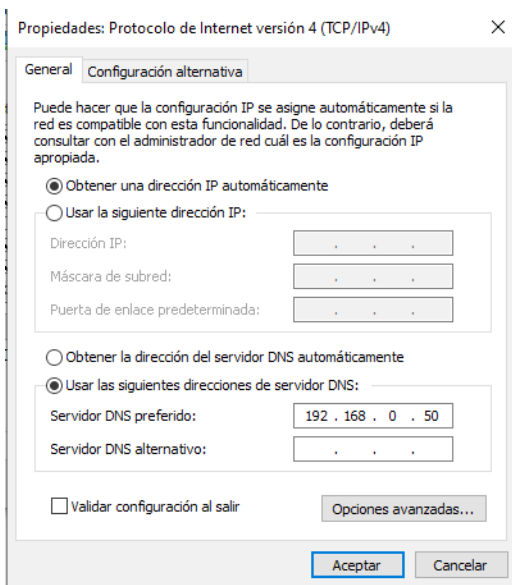 Propiedades: Protocolo de Internet versión 4 (TCP/IPv4)
General
Configuración alternativa
Puede hacer que la configuración IP se asigne automáticamente si la
red es compatible con esta funcionalidad. De lo contrario, deberá
consultar con el administrador de red cuál es la configuración IP
apropiada.
Obtener una dirección IP automáticamente
Usar la siguiente dirección IP:
Dirección IP:
Máscara de subred:
Puerta de enlace predeterminada:
Obtener la dirección del servidor DNS automáticamente
Usar las siguientes direcciones de servidor DNS:
Servidor DNS preferido: 192 . 168 . 0 . 50
Servidor DNS alternativo:
Validar configuración al salir
Opciones avanzadas...
Aceptar
Cancelar